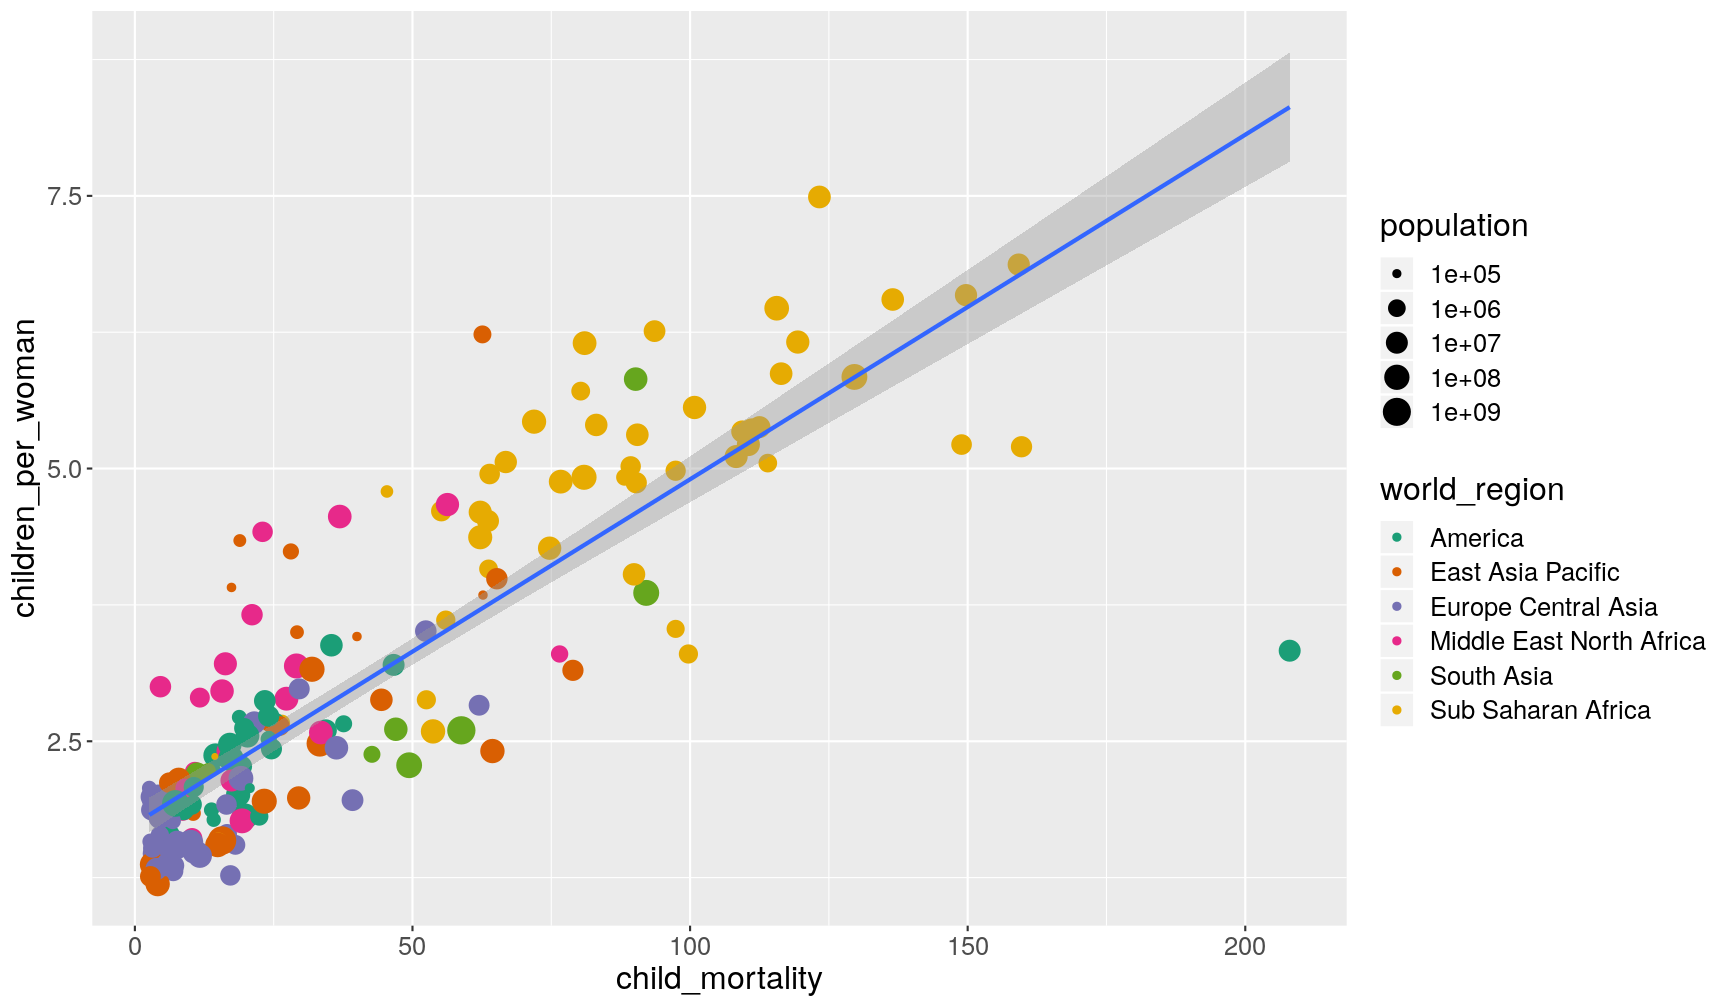 children_per_woman
7.5
5.0
2.5
0 50 100 150 200
child_mortality
population
1e+05
1e+06
1e+07
1e+08
1e+09
world_region
America
East Asia Pacific
Europe Central Asia
Middle East North Africa
South Asia
Sub Saharan Africa